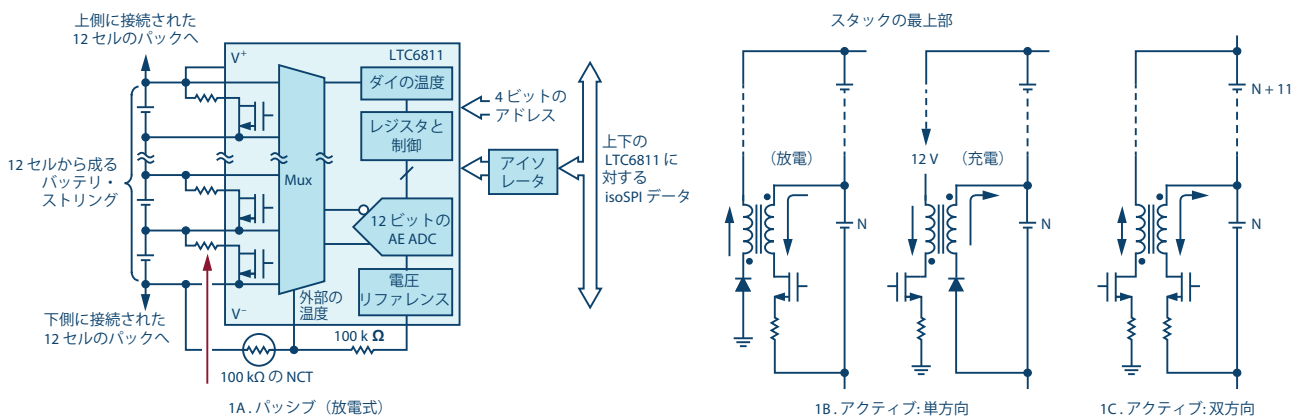 上側に接続された
12 セルのパックへ
V+
LTC6811
ダイの温度
4 ビットの
アドレス
レジスタと
制御
12 セルから成る
バッテリ・
ストリング
Mux
アイソ
レータ
上下の
LTC6811 に
対する
isoSPI データ
12 ビットの
AE ADC
電圧
リファレンス
外部の
温度
V−
下側に接続された
12 セルのパックへ
100 k Ω
100 kΩ の NCT
1A . パッシブ（放電式）
スタックの最上部
（放電）
N
12 V
（充電）
N
1B . アクティブ: 単方向
N + 11
N
1C . アクティブ: 双方向